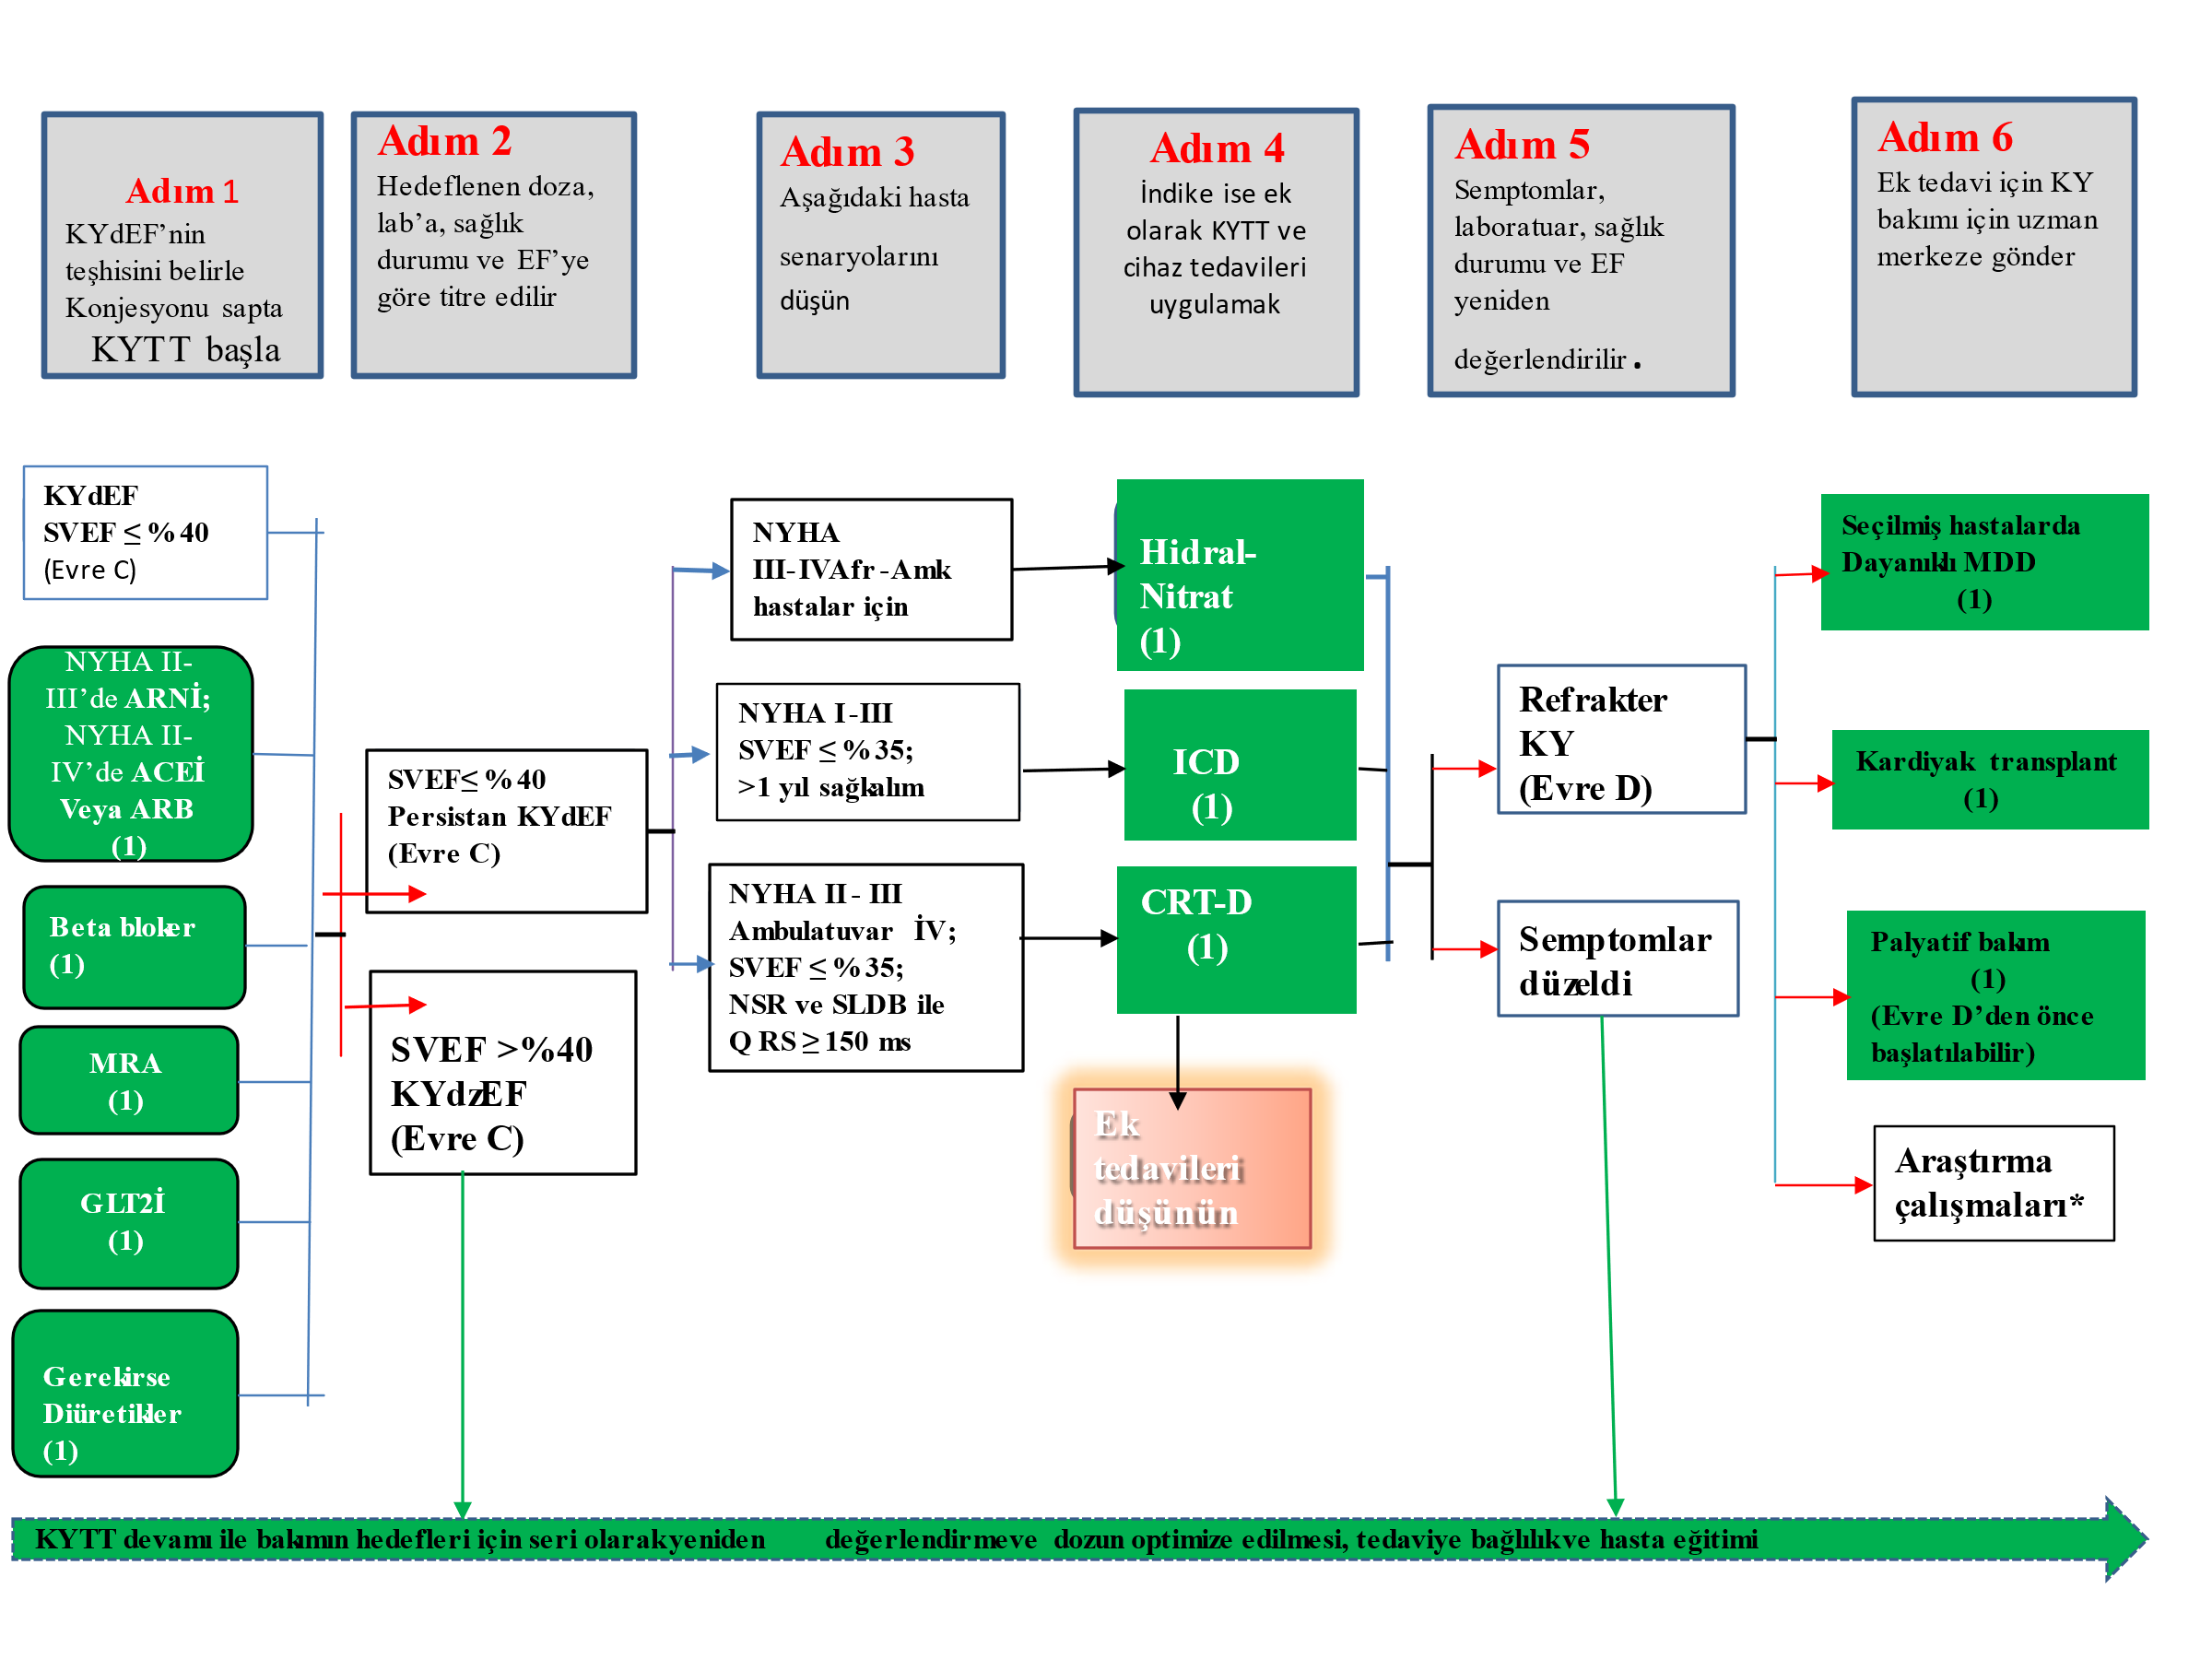 Adım 1
KYdEF’nin
teşhisini belirle
Konjesyonu sapta
KYTT başla
Adım 2
Hedeflenen doza,
lab’a, sağlık
durumu ve EF’ye
göre titre edilir
Adım 3
Aşağıdaki hasta
senaryolarını
düşün
Adım 4
İndike ise ek
olarak KYTT ve
cihaz tedavileri
uygulamak
Adım 5
Semptomlar,
laboratuar, sağlık
durumu ve EF
yeniden
değerlendirilir.
Adım 6
Ek tedavi için KY
bakımı için uzman
merkeze gönder
KYdEF
SVEF ≤ %40
(Evre C)
NYHA II-
III’de ARNİ;
NYHA II-
IV’de ACEİ
Veya ARB
(1)
Beta bloker
(1)
MRA
(1)
GLT2İ
(1)
Gerekirse
Diüretikler
(1)
SVEF≤ %40
Persistan KYdEF
(Evre C)
SVEF >%40
KYdzEF
(Evre C)
NYHA
III-IVAfr-Amk
hastalar için
NYHA I-III
SVEF ≤ %35;
>1 yıl sağkalım
NYHA II- III
Ambulatuvar İV;
SVEF ≤ %35;
NSR ve SLDB ile
QRS ≥ 150 ms
Hidral-
Nitrat
(1)
ICD
(1)
CRT-D
(1)
Ek
tedavileri
düşünün
Refrakter
KY
(Evre D)
Semptomlar
düzeldi
Seçilmiş hastalarda
Dayanıklı MDD
(1)
Kardiyak transplant
(1)
Palyatif bakım
(1)
(Evre D’den önce
başlatılabilir)
Araştırma
çalışmaları*
KYTT devamı ile bakımın hedefleri için seri olarakyeniden değerlendirmeve dozun optimize edilmesi, tedaviye bağlılıkve hasta eğitimi